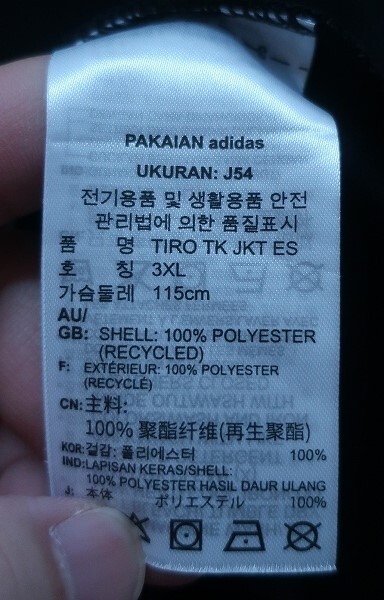 PAKAIAN adidas
UKURAN: J54
전기용품 및 생활용품 안전
관리법에 의한 품질표시
품 명 TIRO TK JKT ES
호 칭 3XL
가슴둘레 115cm
AU/
GB: SHELL: 100% POLYESTER
(RECYCLED)
F: EXTÉRIEUR: 100% POLYESTER
(RECYCLÉ)
CN: 主料:
100% 聚酯纤维(再生聚酯)
KOR: 겉감: 폴리에스터 100%
IND: LAPISAN KERAS/SHELL:
100% POLYESTER HASIL DAUR ULANG
J: 本体 ポリエステル 100%